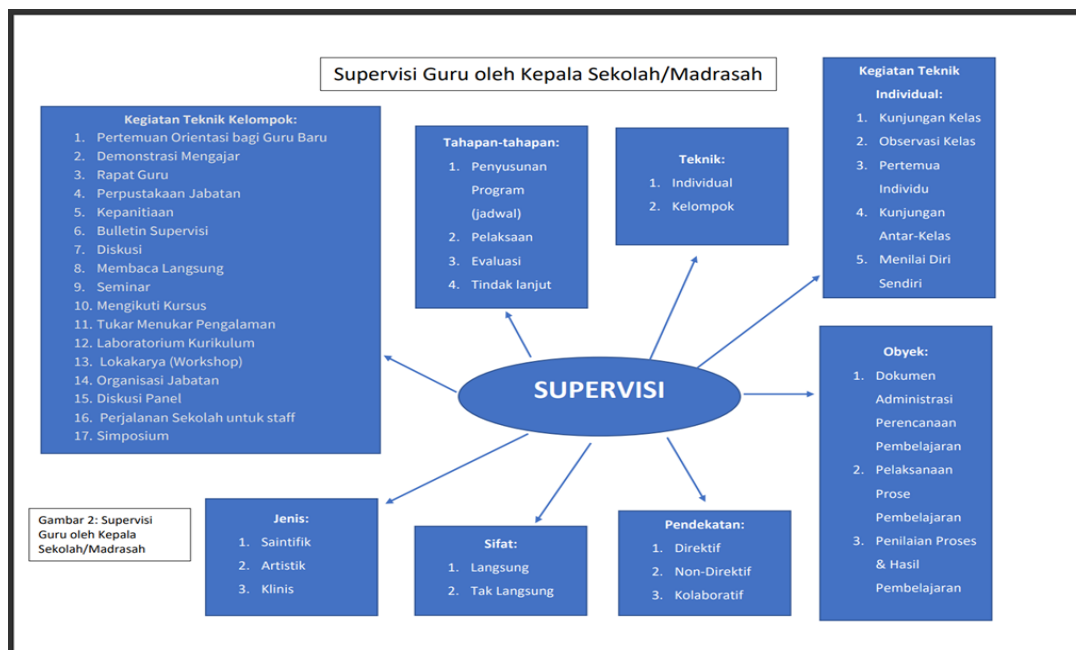 Supervisi Guru oleh Kepala Sekolah/Madrasah
Kegiatan Teknik Kelompok:
1. Pertemuan Orientasi bagi Guru Baru
2. Demonstrasi Mengajar
3. Rapat Guru
4. Perpustakaan Jabatan
5. Kepanitiaan
6. Bulletin Supervisi
7. Diskusi
8. Membaca Langsung
9. Seminar
10. Mengikuti Kursus
11. Tukar Menukar Pengalaman
12. Laboratorium Kurikulum
13. Lokakarya (Workshop)
14. Organisasi Jabatan
15. Diskusi Panel
16. Perjalanan Sekolah untuk staff
17. Simposium
Tahapan-tahapan:
1. Penyusunan
Program
(jadwal)
2. Pelaksaan
3. Evaluasi
4. Tindak lanjut
Teknik:
1. Individual
2. Kelompok
Kegiatan Teknik
Individual:
1. Kunjungan Kelas
2. Observasi Kelas
3. Pertemua
Individu
4. Kunjungan
Antar-Kelas
5. Menilai Diri
Sendiri
SUPERVISI
Obyek:
1. Dokumen
Administrasi
Perencanaan
Pembelajaran
2. Pelaksanaan
Prose
Pembelajaran
3. Penilaian Proses
& Hasil
Pembelajaran
Gambar 2: Supervisi
Guru oleh Kepala
Sekolah/Madrasah
Jenis:
1. Saintifik
2. Artistik
3. Klinis
Sifat:
1. Langsung
2. Tak Langsung
Pendekatan:
1. Direktif
2. Non-Direktif
3. Kolaboratif